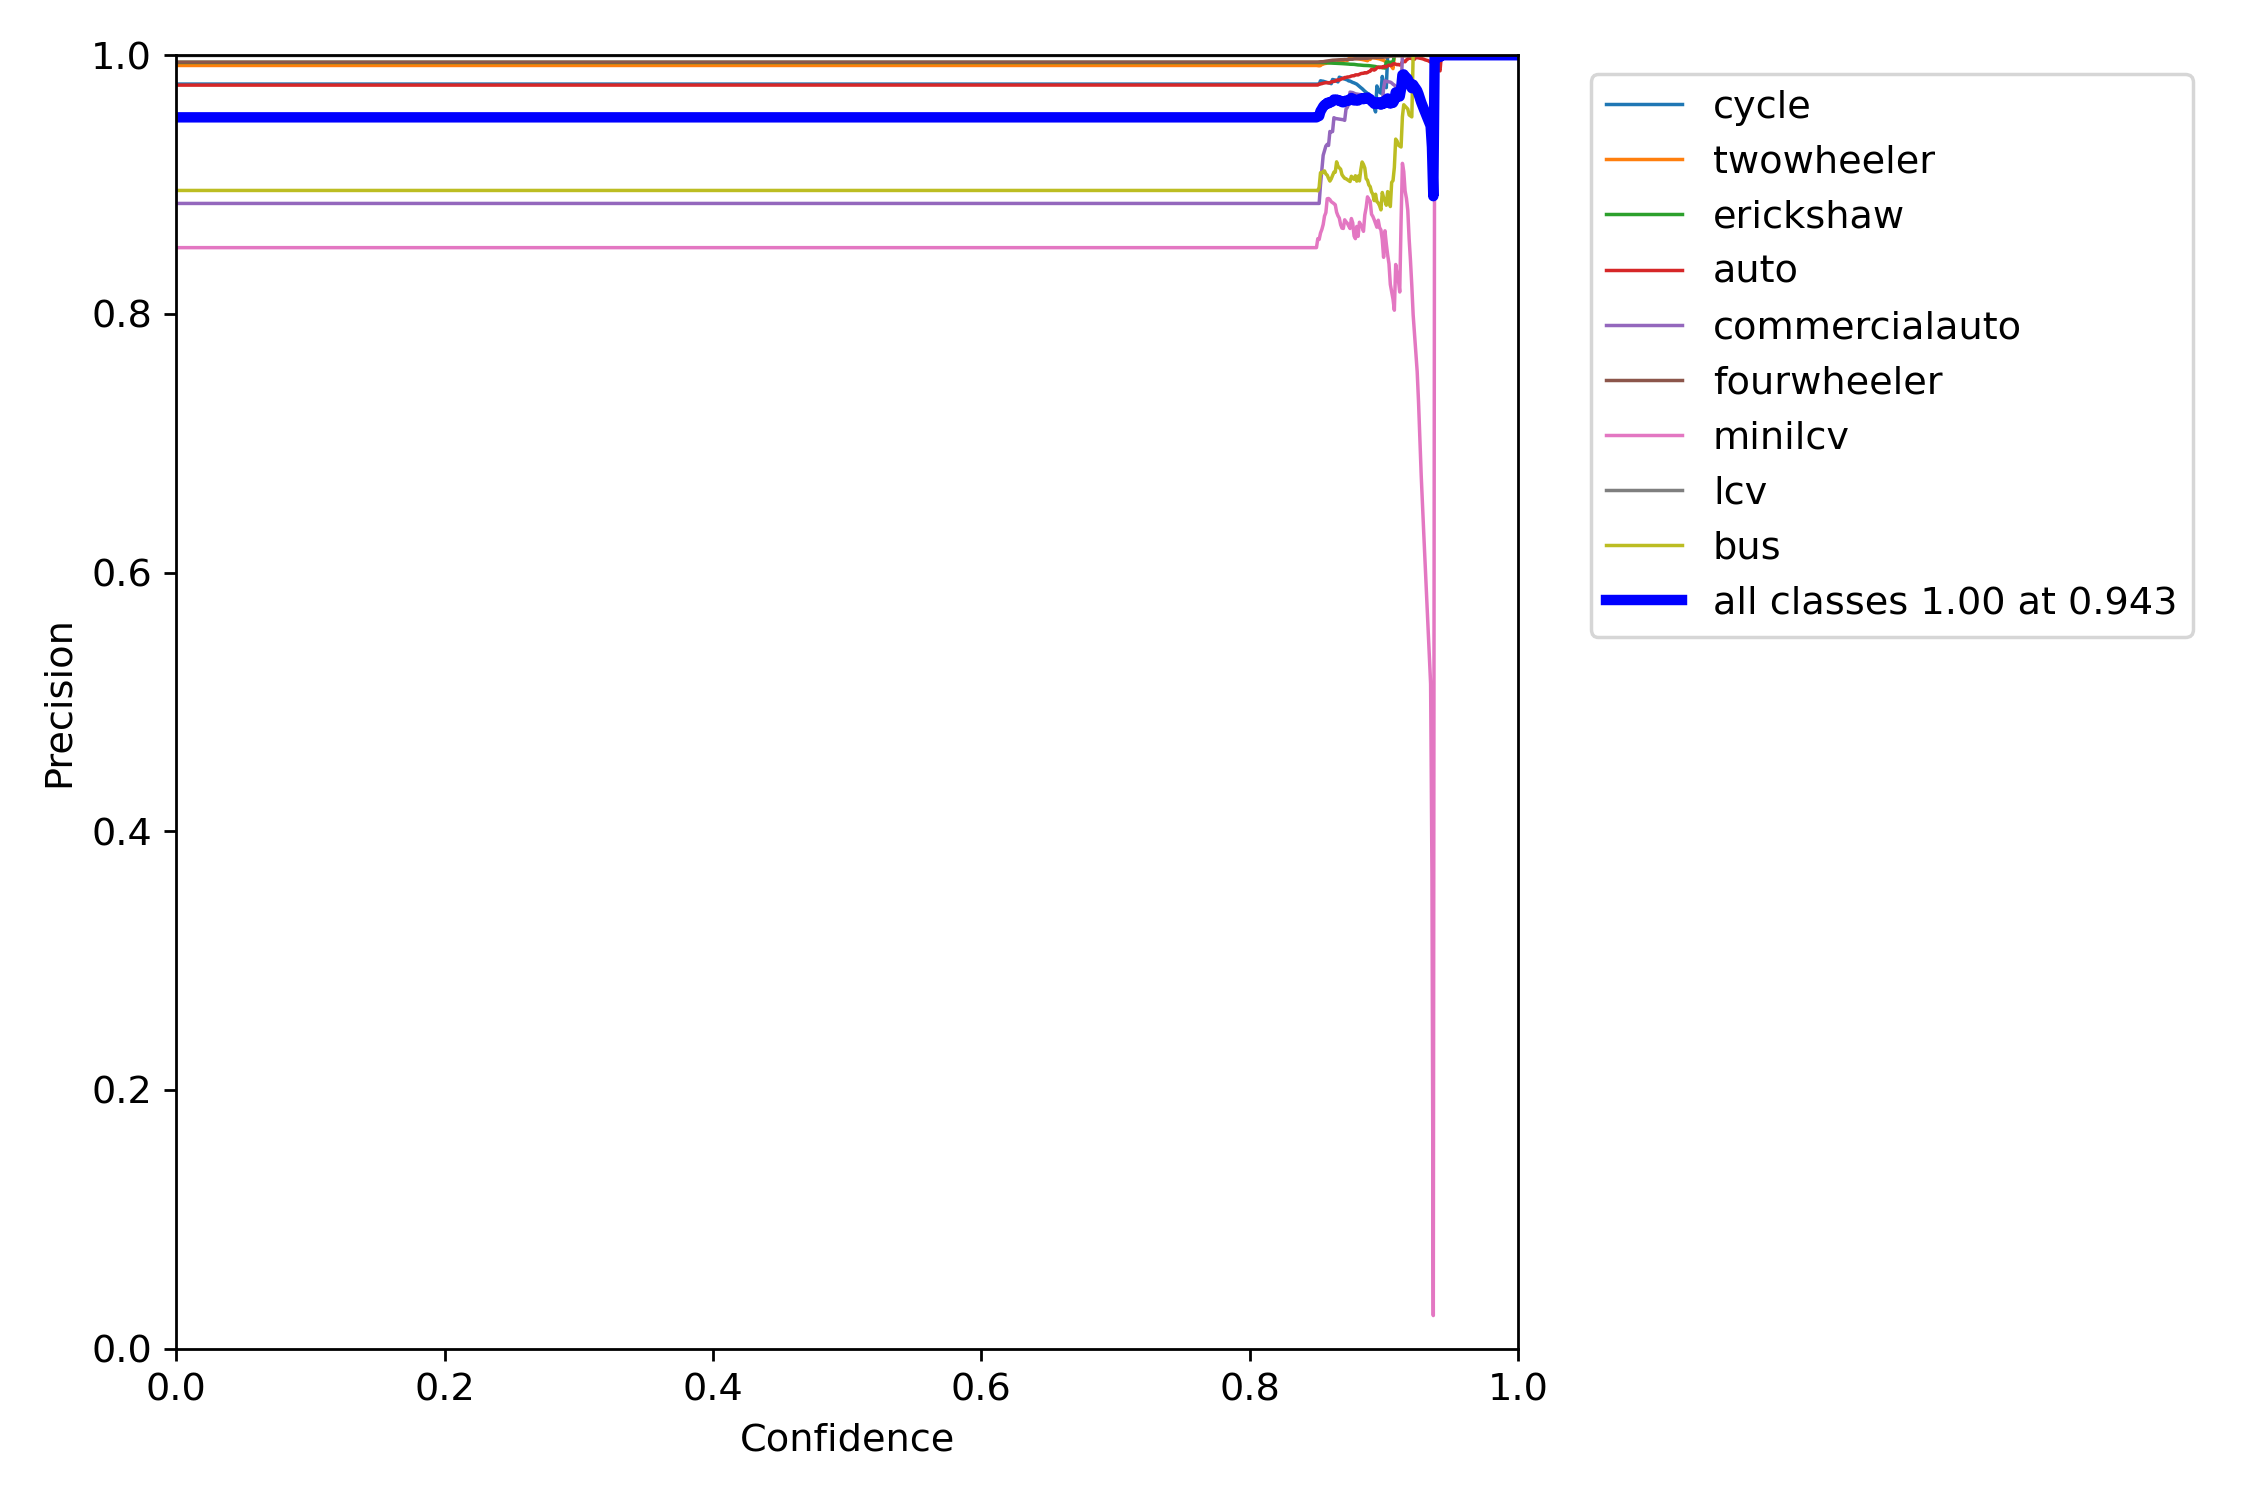 1.0
0.8
0.6
0.4
0.2
0.0
Precision
0.0 0.2 0.4 0.6 0.8 1.0
Confidence
cycle
twowheeler
erickshaw
auto
commercialauto
fourwheeler
minilcv
lcv
bus
all classes 1.00 at 0.943